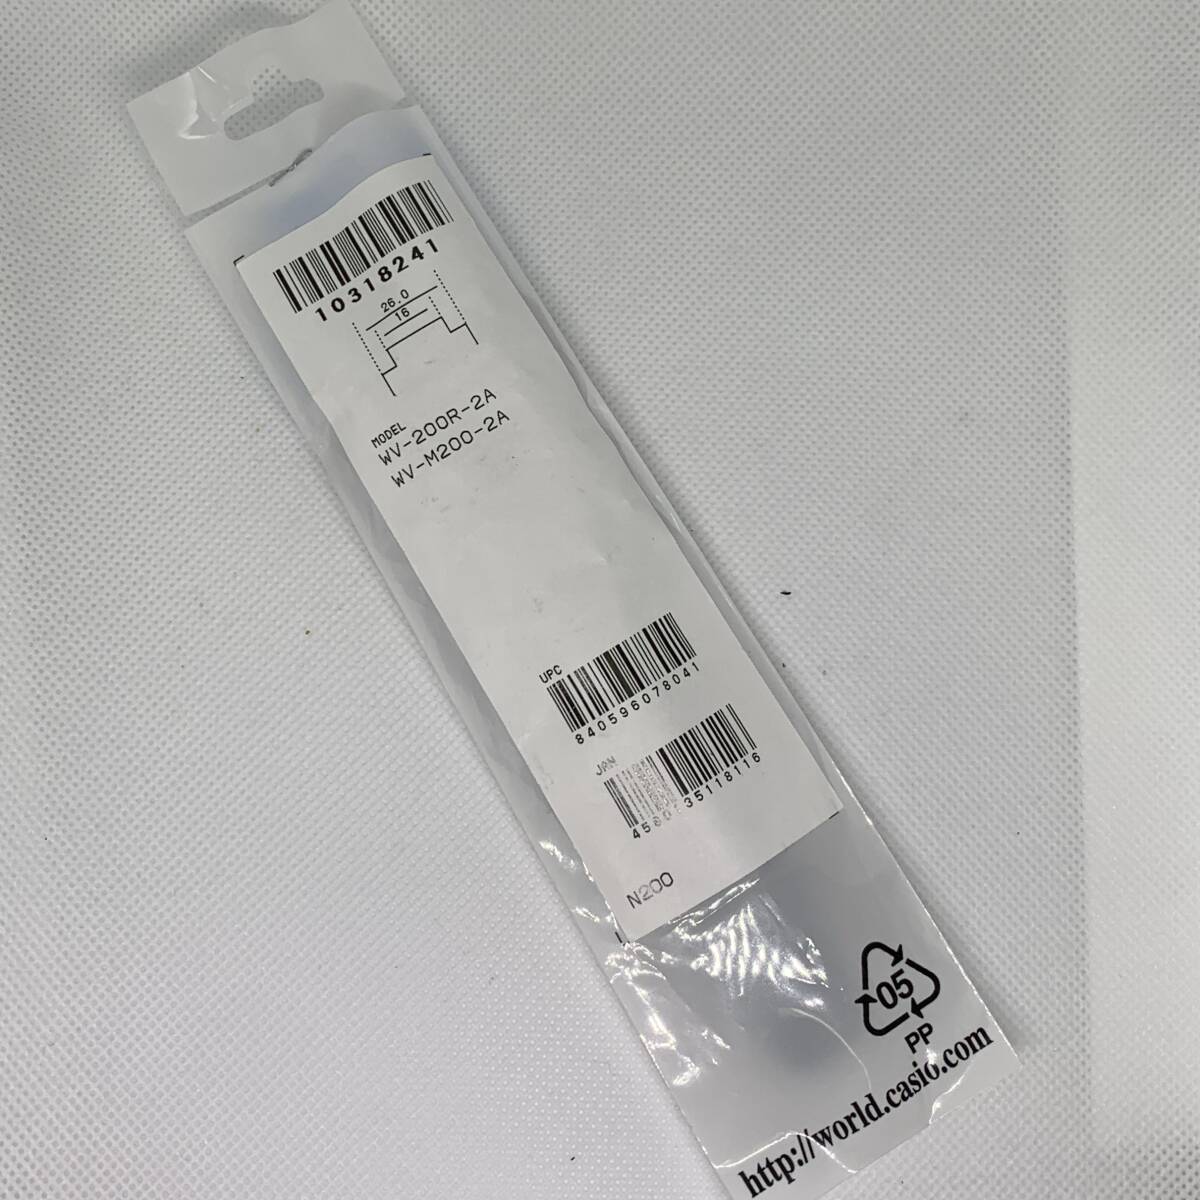 10318241
26.0
16
MODEL
WV-200R-2A
WV-M200-2A
UPC
840596078041
JAN
35118116
N200
05
PP
http://world.casio.com